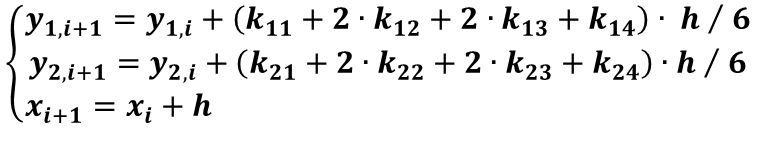 y₁,ᵢ₊₁ = y₁,ᵢ + (k₁₁ + 2 · k₁₂ + 2 · k₁₃ + k₁₄) · h / 6
y₂,ᵢ₊₁ = y₂,ᵢ + (k₂₁ + 2 · k₂₂ + 2 · k₂₃ + k₂₄) · h / 6
xᵢ₊₁ = xᵢ + h